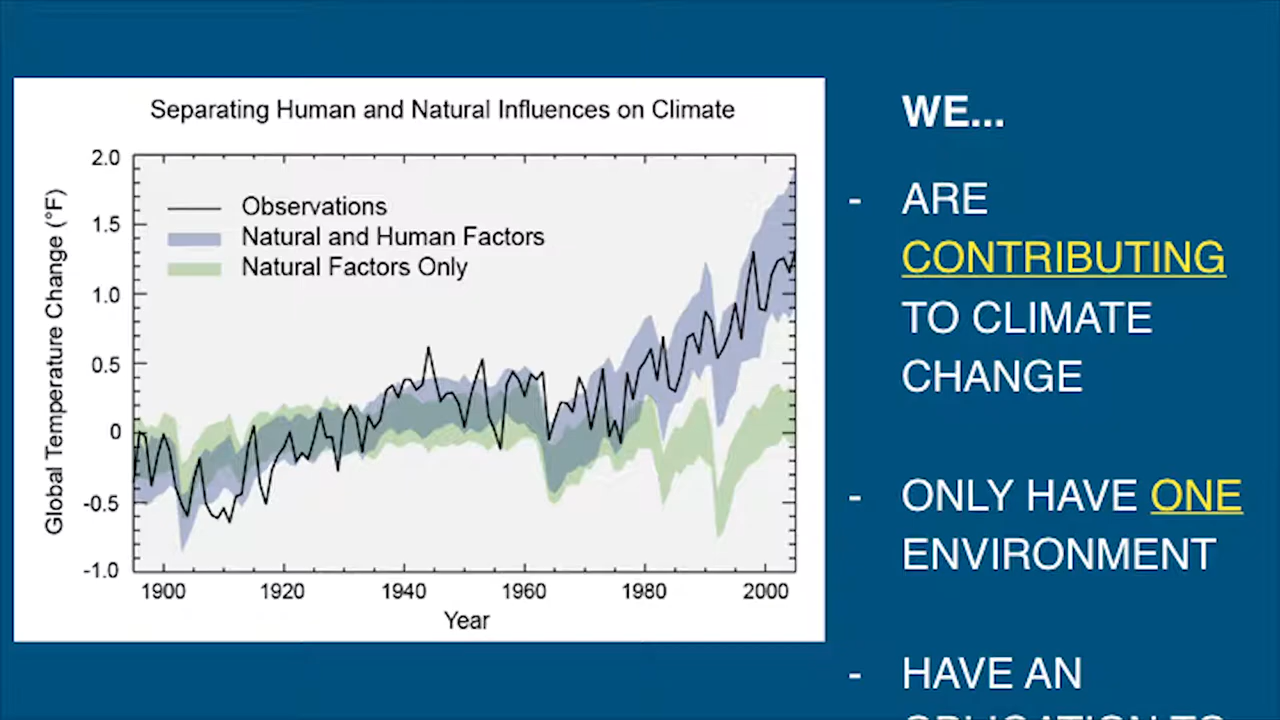 Separating Human and Natural Influences on Climate
Global Temperature Change (°F)
2.0
1.5
1.0
0.5
0
-0.5
-1.0
Observations
Natural and Human Factors
Natural Factors Only
1900 1920 1940 1960 1980 2000
Year
WE...
- ARE
CONTRIBUTING
TO CLIMATE
CHANGE
- ONLY HAVE ONE
ENVIRONMENT
- HAVE AN